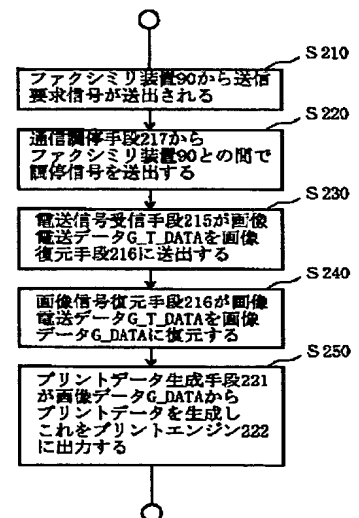 S210
ファクシミリ装置90から送信
要求信号が送出される
S220
通信調停手段217から
ファクシミリ装置90との間で
調停信号を送出する
S230
電送信号受信手段215が画像
電送データG_T_DATAを画像
復元手段216に送出する
S240
画像信号復元手段216が画像
電送データG_T_DATAを画像
データG_DATAに復元する
S250
プリントデータ生成手段221
が画像データG_DATAから
プリントデータを生成し
これをプリントエンジン222
に出力する